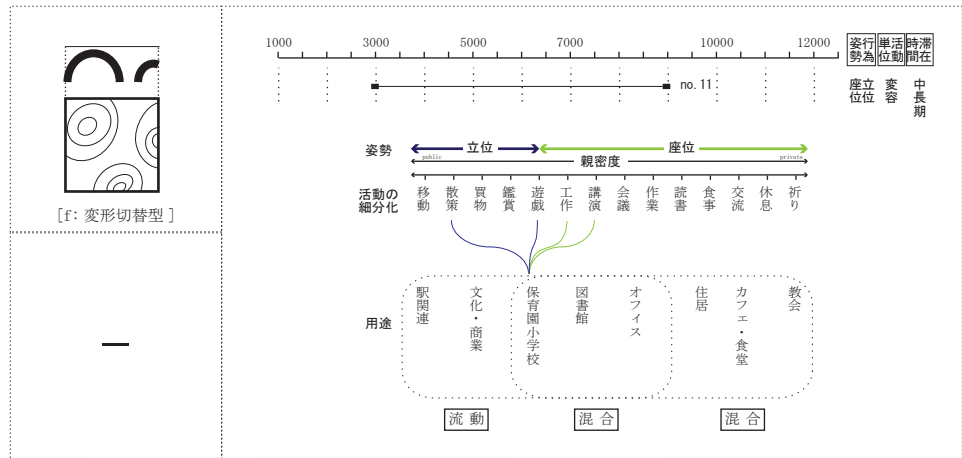 1000
3000
5000
7000
10000
12000
行為姿勢
活動単位
滞在時間
no. 11
立位座位
変容
中長期
姿勢
立位
座位
public
親密度
private
活動の細分化
移動
散策
買物
鑑賞
遊戯
工作
講演
会議
作業
読書
食事
交流
休息
祈り
[f: 変形切替型 ]
用途
駅関連
文化・商業
保育園小学校
図書館
オフィス
住居
カフェ・食堂
教会
流 動
混 合
混 合